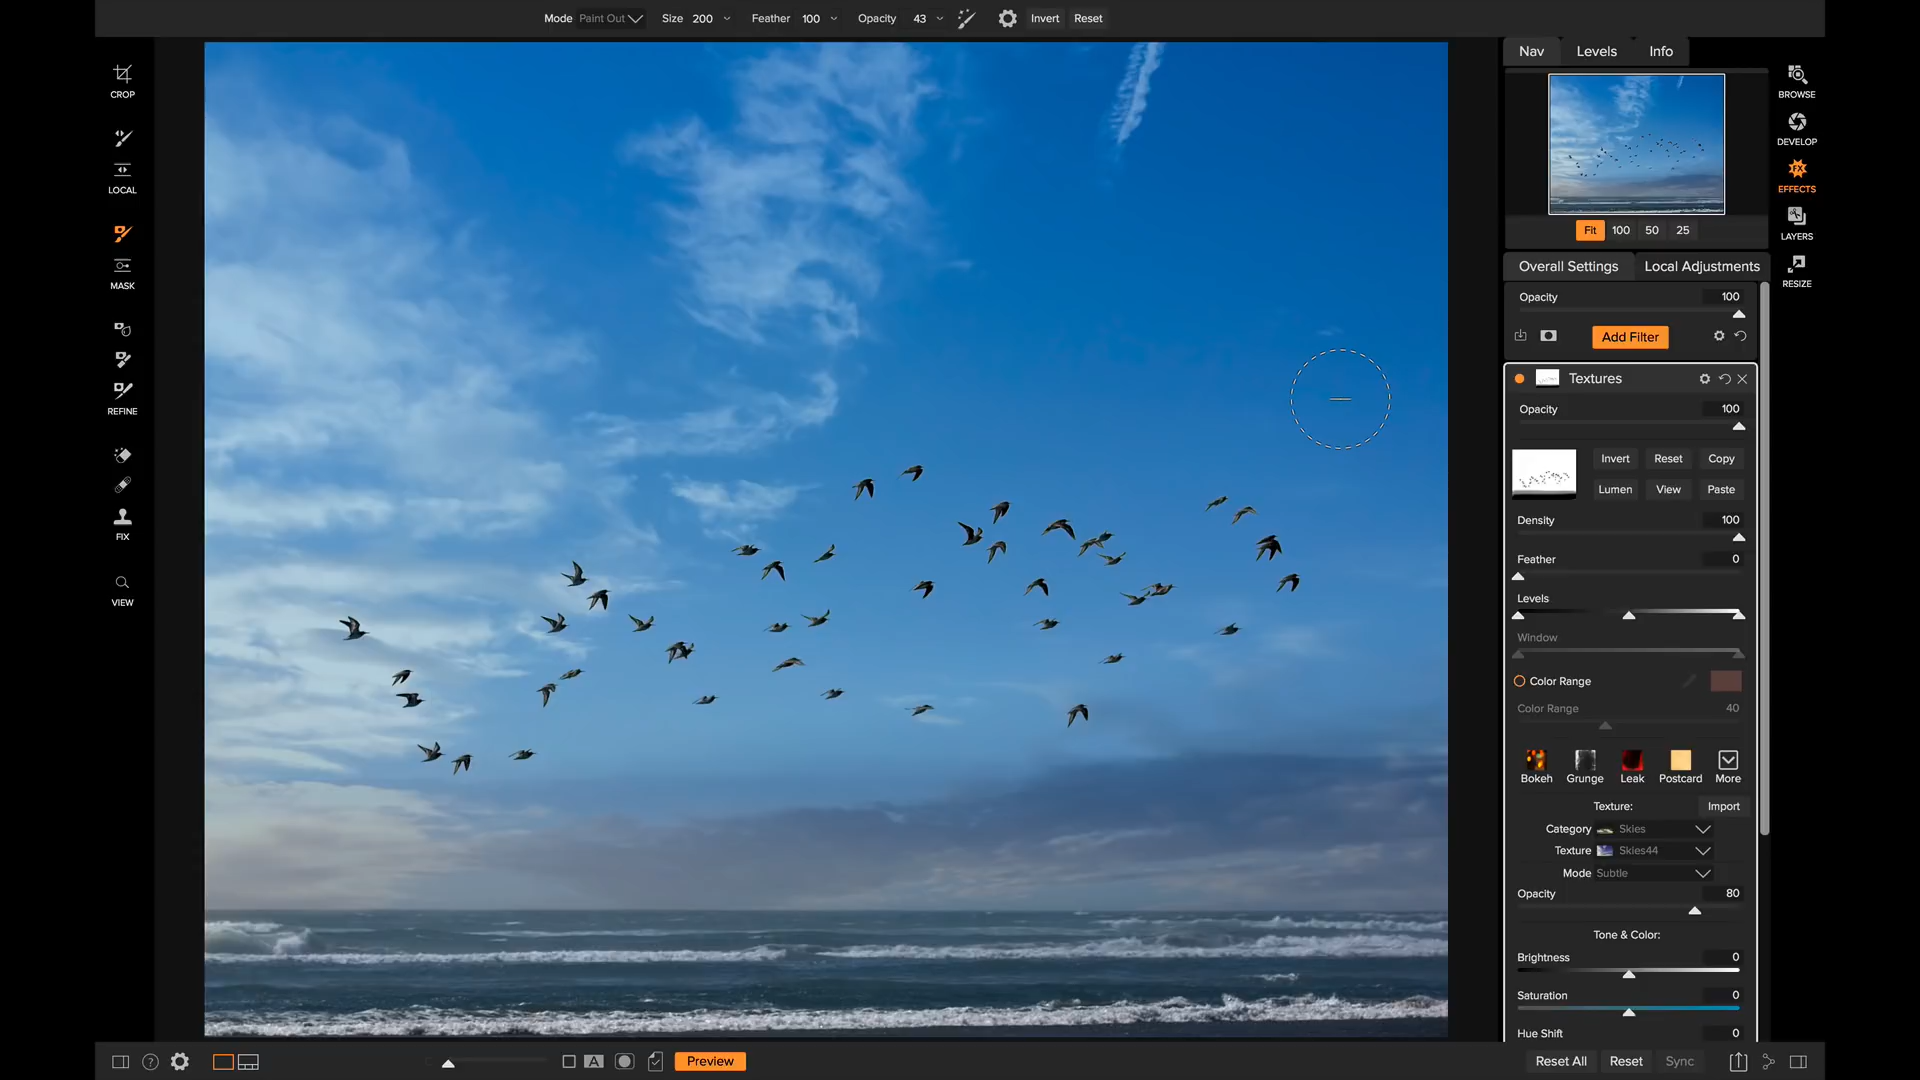 Mode Paint Out Size 200 Feather 100 Opacity 43 Invert Reset
CROP
LOCAL
MASK
REFINE
FIX
VIEW
Nav Levels Info
Fit 100 50 25
BROWSE
DEVELOP
FX
EFFECTS
LAYERS
RESIZE
Overall Settings Local Adjustments
Opacity 100
Add Filter
Textures
Opacity 100
Invert Reset Copy
Lumen View Paste
Density 100
Feather 0
Levels
Window
Color Range
Color Range 40
Bokeh Grunge Leak Postcard More
Texture: Import
Category Skies
Texture Skies44
Mode Subtle
Opacity 80
Tone & Color:
Brightness 0
Saturation 0
Hue Shift 0
? A Preview Reset All Reset Sync